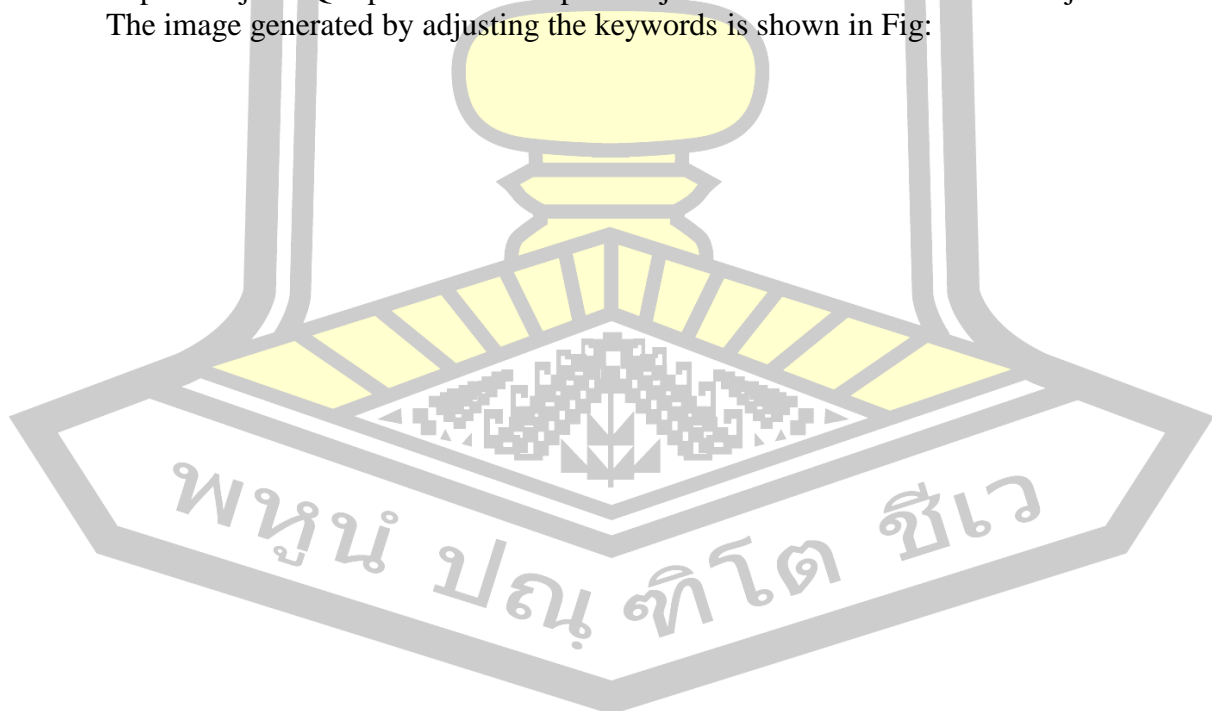 The image generated by adjusting the keywords is shown in Fig:
พหูนํ ปณฺ ฑิโต ชีเว